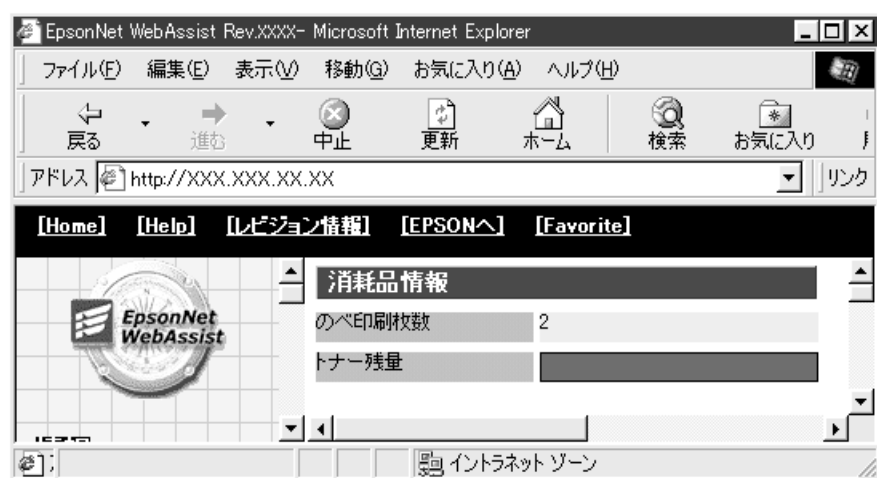 EpsonNet WebAssist Rev.XXXX- Microsoft Internet Explorer
ファイル(F) 編集(E) 表示(V) 移動(G) お気に入り(A) ヘルプ(H)
戻る 進む 中止 更新 ホーム 検索 お気に入り
アドレス http://XXX.XXX.XX.XX リンク
[Home] [Help] [レビジョン情報] [EPSONへ] [Favorite]
EpsonNet
WebAssist
消耗品情報
のべ印刷枚数 2
トナー残量
イントラネット ゾーン